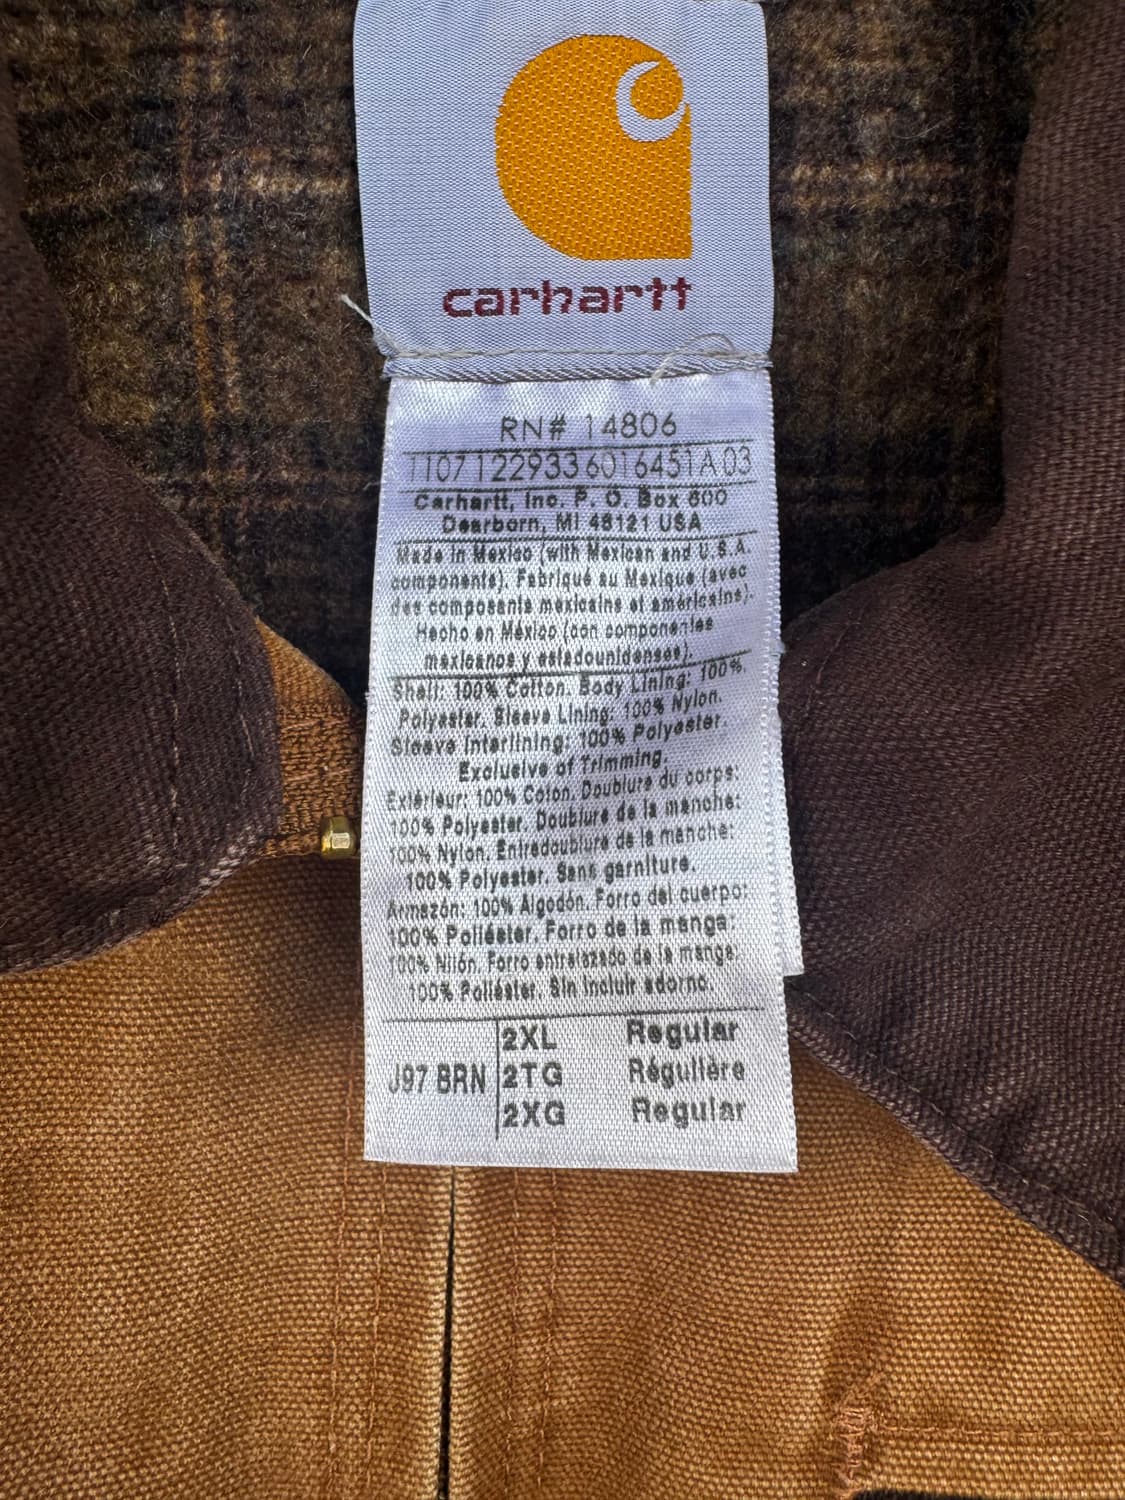 carhartt
RN# 14806
1107122933 6016451A 03
Carhartt, Inc. P. O. Box 600
Dearborn, MI 48121 USA
Made in Mexico (with Mexican and U.S.A.
components). Fabriqué au Mexique (avec
des composants mexicains et américains).
Hecho en México (con componentes
mexicanos y estadounidenses).
Shell: 100% Cotton. Body Lining: 100%
Polyester. Sleeve Lining: 100% Nylon.
Sleeve Interlining: 100% Polyester.
Exclusive of Trimming.
Extérieur: 100% Coton. Doublure du corps:
100% Polyester. Doublure de la manche:
100% Nylon. Entredoublure de la manche:
100% Polyester. Sans garniture.
Armazón: 100% Algodón. Forro del cuerpo:
100% Poliéster. Forro de la manga:
100% Nilón. Forro entrelazado de la manga:
100% Poliéster. Sin incluir adorno.
J97 BRN
2XL Regular
2TG Régulière
2XG Regular